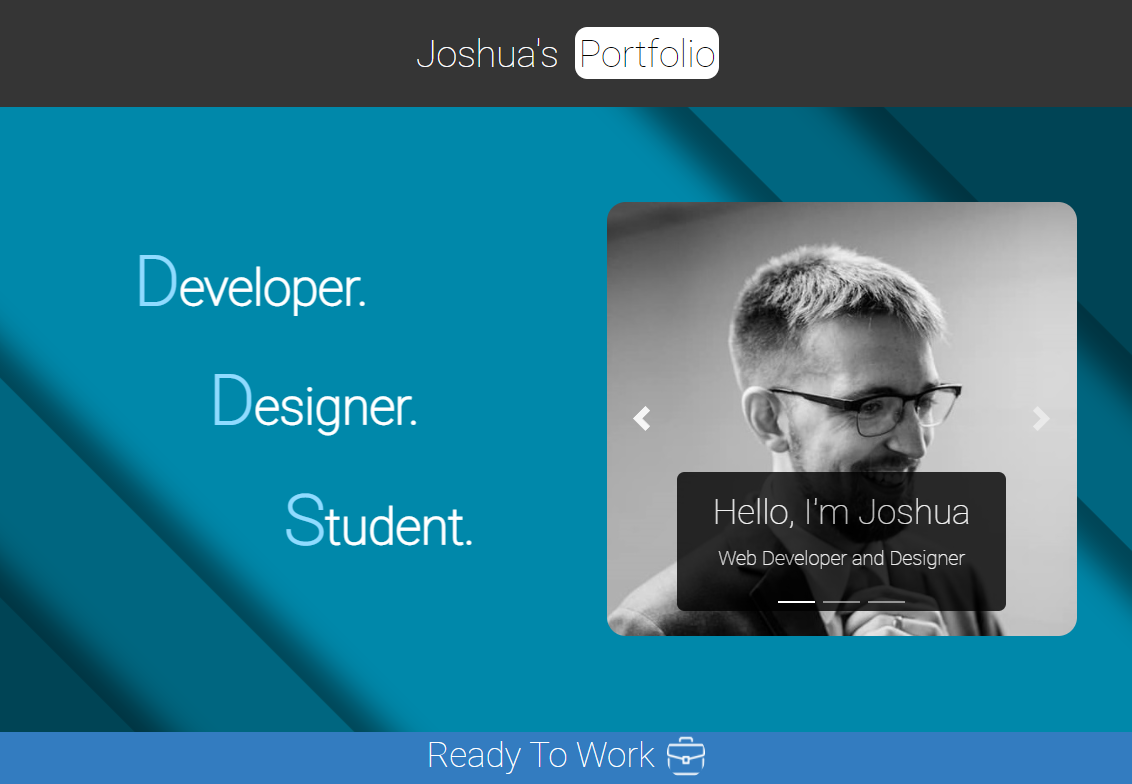 Joshua's Portfolio
Developer.
Designer.
Student.
Hello, I'm Joshua
Web Developer and Designer
Ready To Work